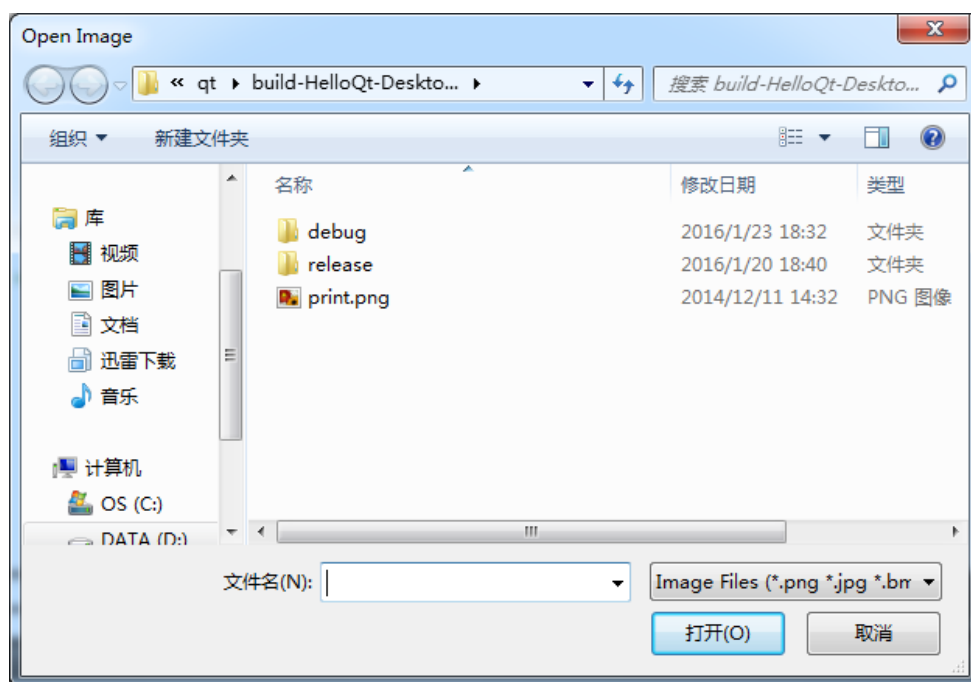 Open Image
« qt ▸ build-HelloQt-Deskto... ▸ 搜索 build-HelloQt-Deskto...
组织 新建文件夹
名称 修改日期 类型
库
视频
图片
文档
迅雷下载
音乐
计算机
OS (C:)
DATA (D:)
debug 2016/1/23 18:32 文件夹
release 2016/1/20 18:40 文件夹
print.png 2014/12/11 14:32 PNG 图像
文件名(N): Image Files (*.png *.jpg *.bm
打开(O) 取消